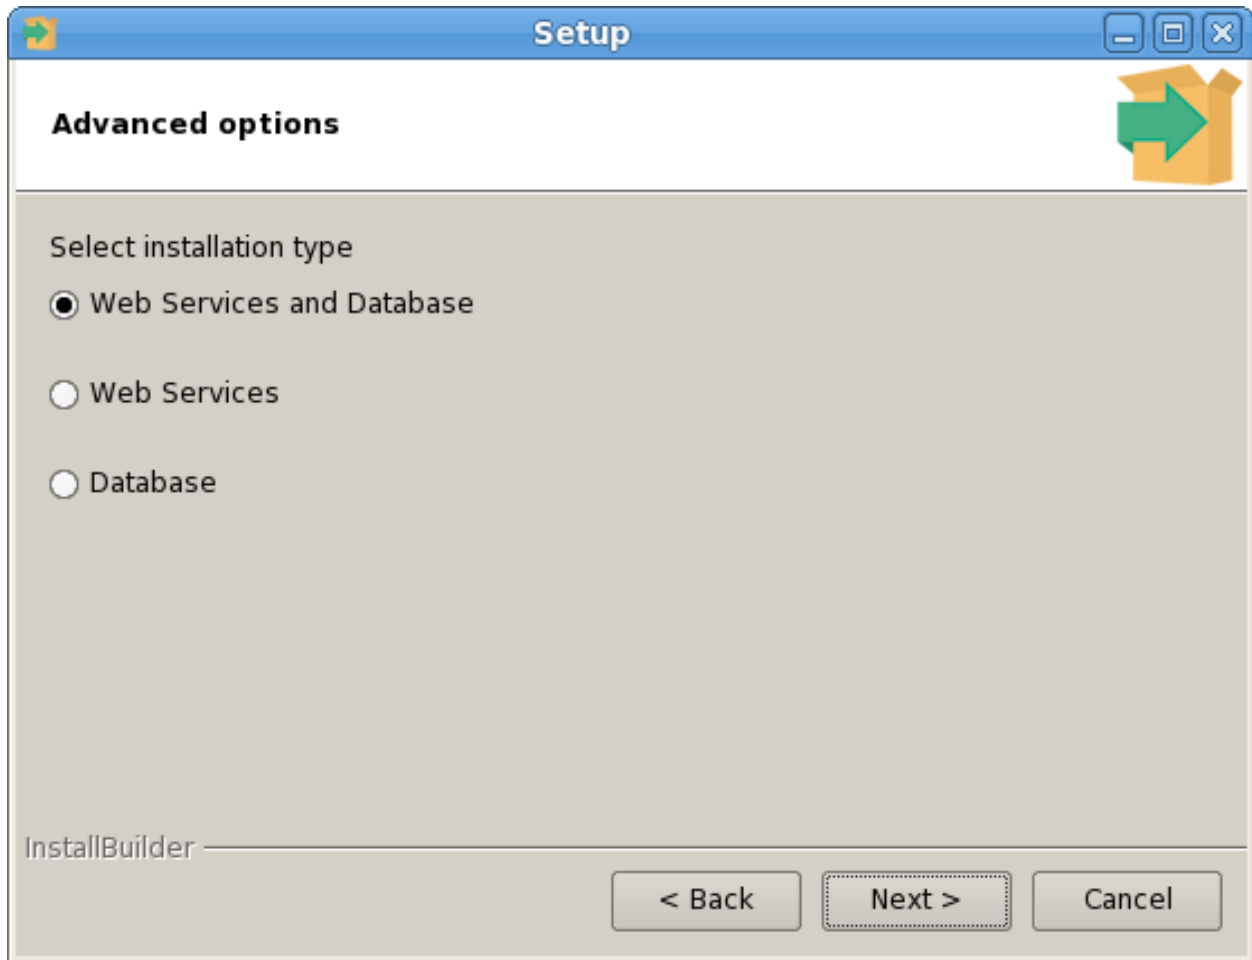 Setup
Advanced options
Select installation type
Web Services and Database
Web Services
Database
InstallBuilder
< Back Next > Cancel